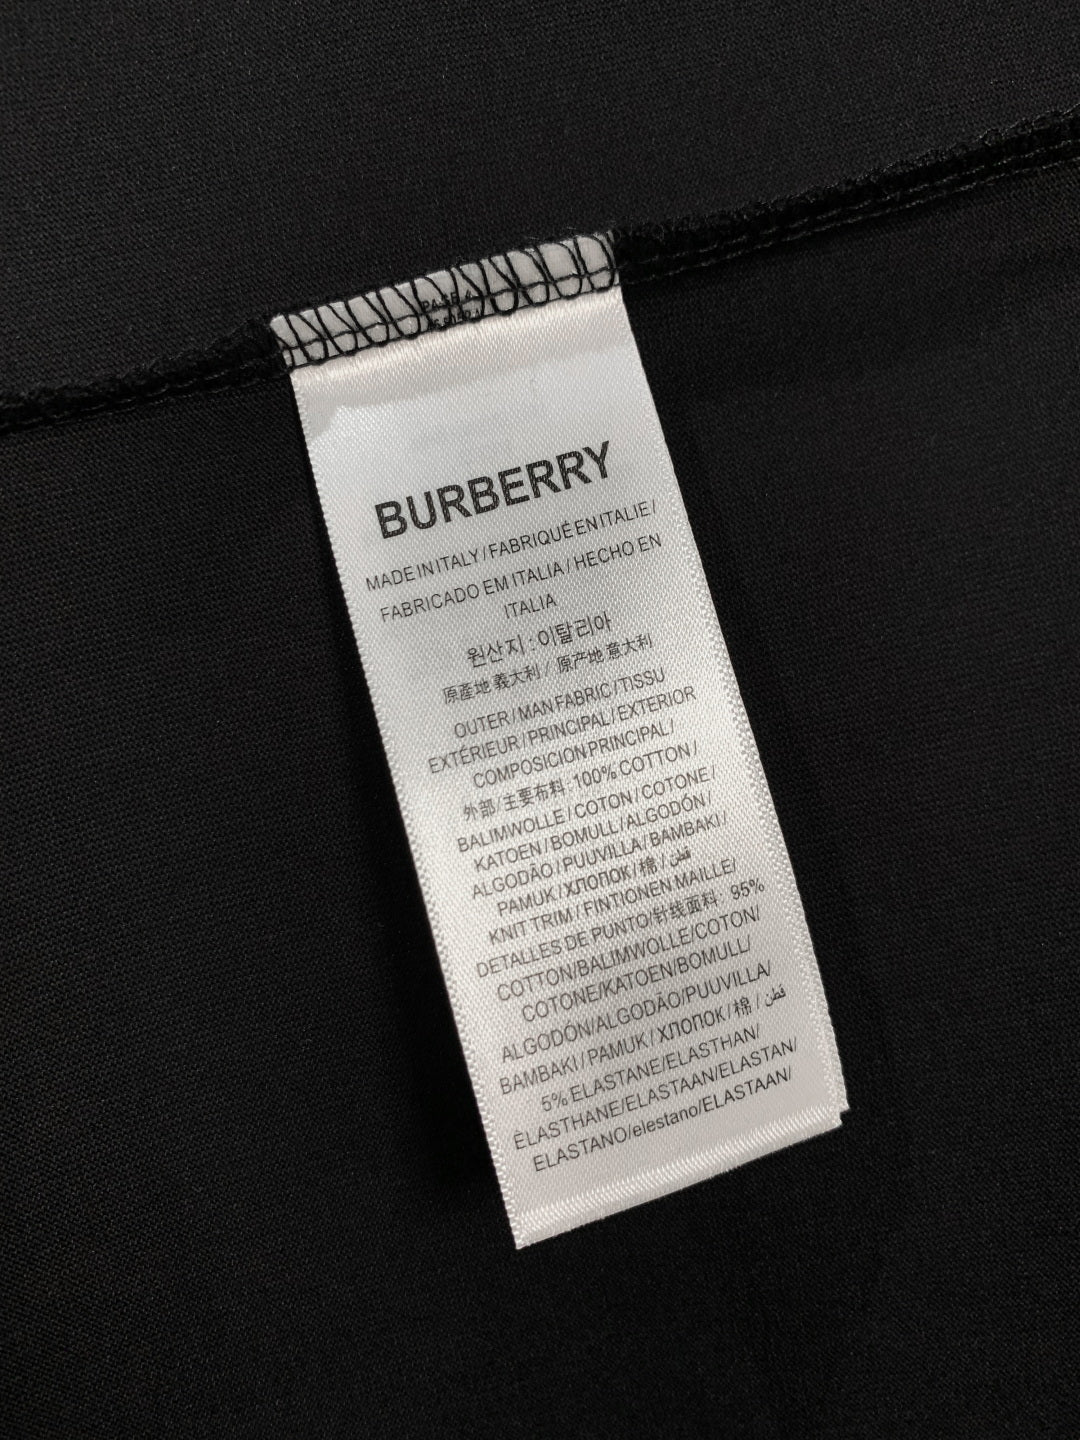 BURBERRY
MADE IN ITALY / FABRIQUÉ EN ITALIE /
FABRICADO EM ITALIA / HECHO EN
ITALIA
원산지 : 이탈리아
原產地 義大利 / 原产地 意大利
OUTER / MAN FABRIC / TISSU
EXTÉRIEUR / PRINCIPAL / EXTERIOR
COMPOSICION PRINCIPAL /
外部 / 主要布料 : 100% COTTON /
BALIMWOLLE / COTON / COTONE /
KATOEN / BOMULL / ALGODÓN /
ALGODÃO / PUUVILLA / BAMBAKI /
PAMUK / ХЛОПОК / 棉 / قطن
KNIT TRIM / FINTIONEN MAILLE /
DETALLES DE PUNTO/针线面料 : 95%
COTTON/BALIMWOLLE/COTON/
COTONE/KATOEN/BOMULL/
ALGODÓN/ALGODÃO/PUUVILLA/
BAMBAKI / PAMUK / ХЛОПОК / 棉 / قطن
5% ELASTANE/ELASTHAN/
ÉLASTHANE/ELASTAAN/ELASTAN/
ELASTANO/elestano/ELASTAAN/